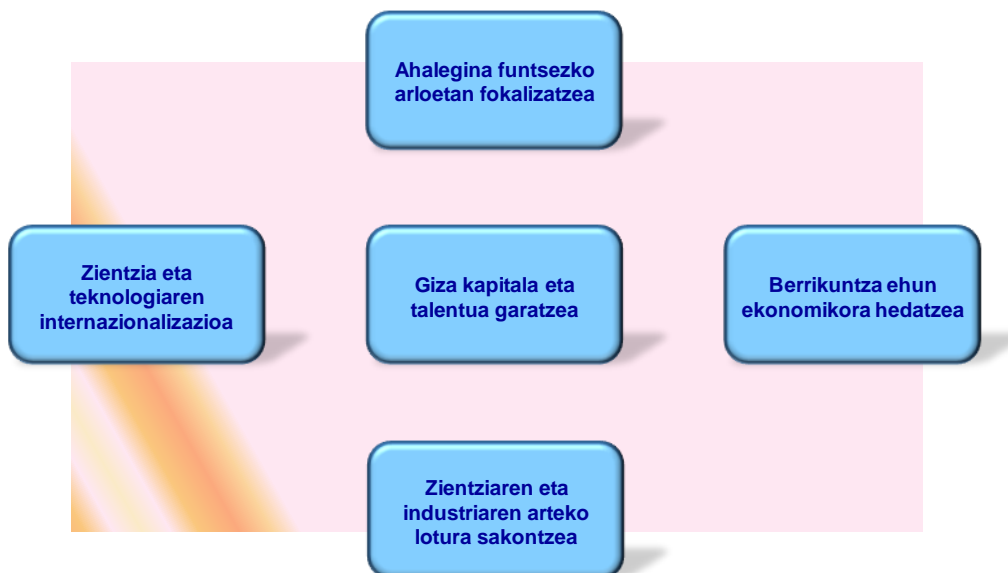 Ahalegina funtsezko
arloetan fokalizatzea
Zientzia eta
teknologiaren
internazionalizazioa
Giza kapitala eta
talentua garatzea
Berrikuntza ehun
ekonomikora hedatzea
Zientziaren eta
industriaren arteko
lotura sakontzea